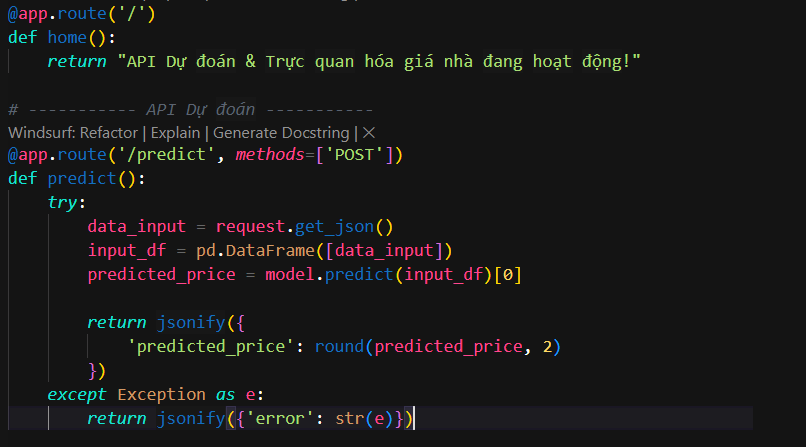 @app.route('/')
def home():
    return "API Dự đoán & Trực quan hóa giá nhà đang hoạt động!"
# ----------- API Dự đoán -----------
Windsurf: Refactor | Explain | Generate Docstring | ×
@app.route('/predict', methods=['POST'])
def predict():
    try:
        data_input = request.get_json()
        input_df = pd.DataFrame([data_input])
        predicted_price = model.predict(input_df)[0]
        return jsonify({
            'predicted_price': round(predicted_price, 2)
        })
    except Exception as e:
        return jsonify({'error': str(e)})